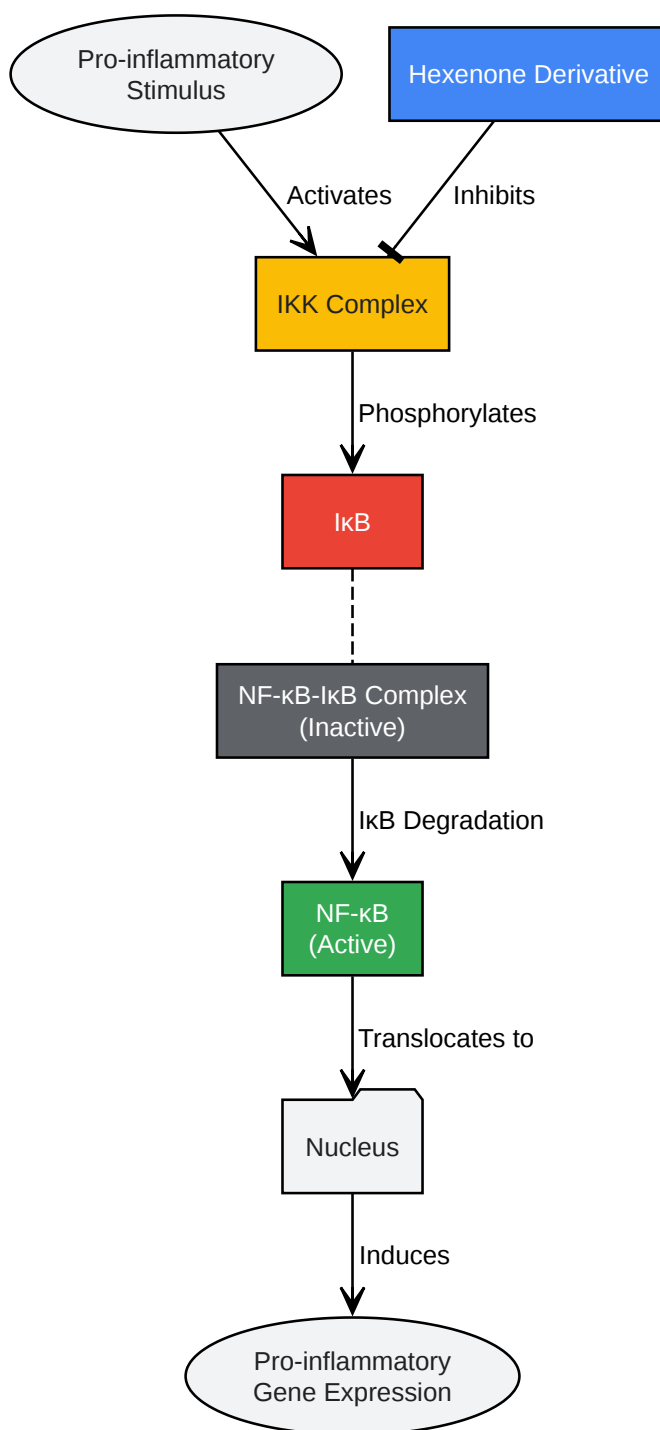 Pro-inflammatory
Stimulus
Hexenone Derivative
Activates
Inhibits
IKK Complex
Phosphorylates
IκB
NF-κB-IκB Complex
(Inactive)
IκB Degradation
NF-κB
(Active)
Translocates to
Nucleus
Induces
Pro-inflammatory
Gene Expression